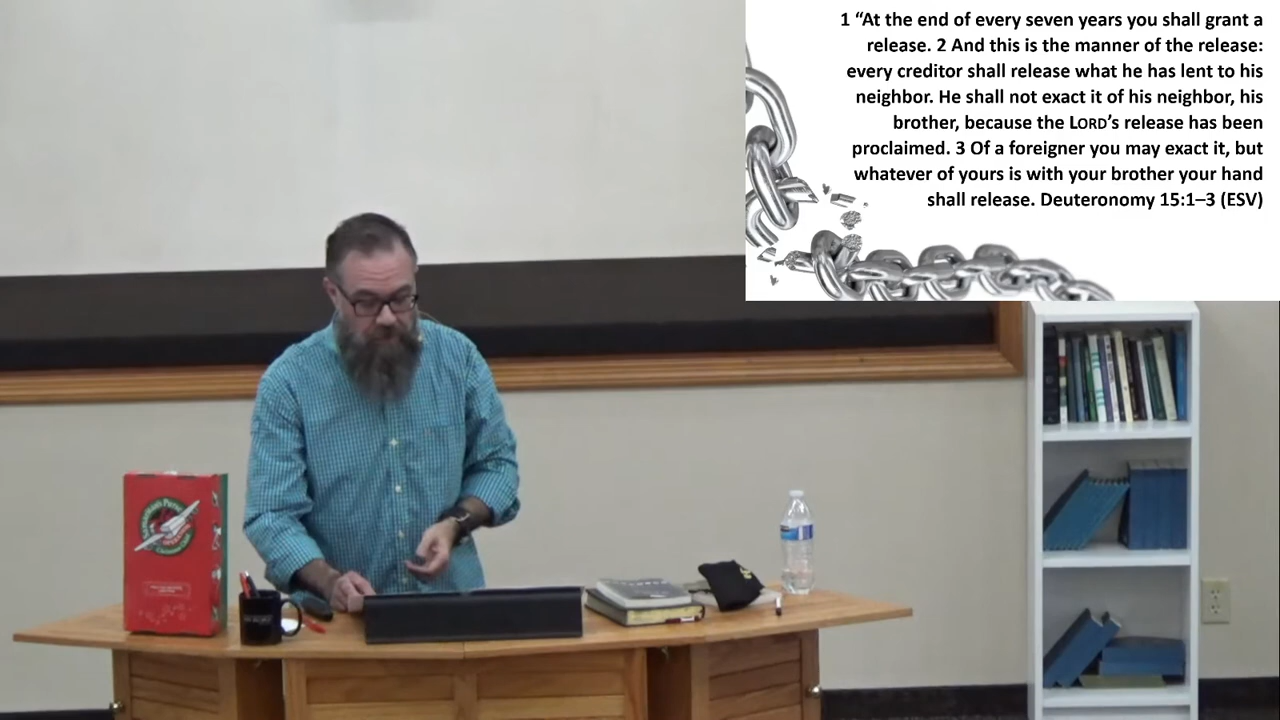 1 “At the end of every seven years you shall grant a
release. 2 And this is the manner of the release:
every creditor shall release what he has lent to his
neighbor. He shall not exact it of his neighbor, his
brother, because the LORD’s release has been
proclaimed. 3 Of a foreigner you may exact it, but
whatever of yours is with your brother your hand
shall release. Deuteronomy 15:1–3 (ESV)